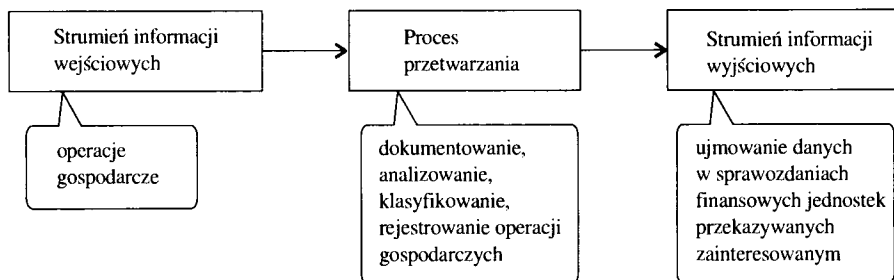 Strumień informacji
wejściowych
Proces
przetwarzania
Strumień informacji
wyjściowych
operacje
gospodarcze
dokumentowanie,
analizowanie,
klasyfikowanie,
rejestrowanie operacji
gospodarczych
ujmowanie danych
w sprawozdaniach
finansowych jednostek
przekazywanych
zainteresowanym